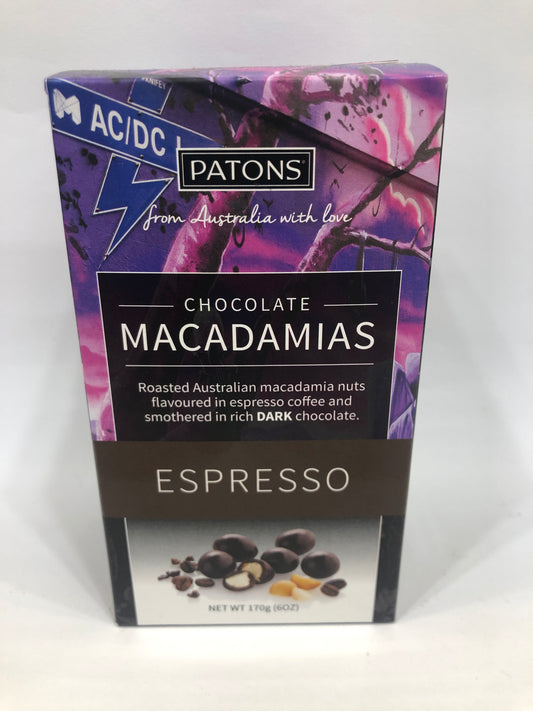 AC/DC
PATONS
from Australia with love
CHOCOLATE
MACADAMIAS
Roasted Australian macadamia nuts
flavoured in espresso coffee and
smothered in rich DARK chocolate.
ESPRESSO
NET WT 170g (6OZ)